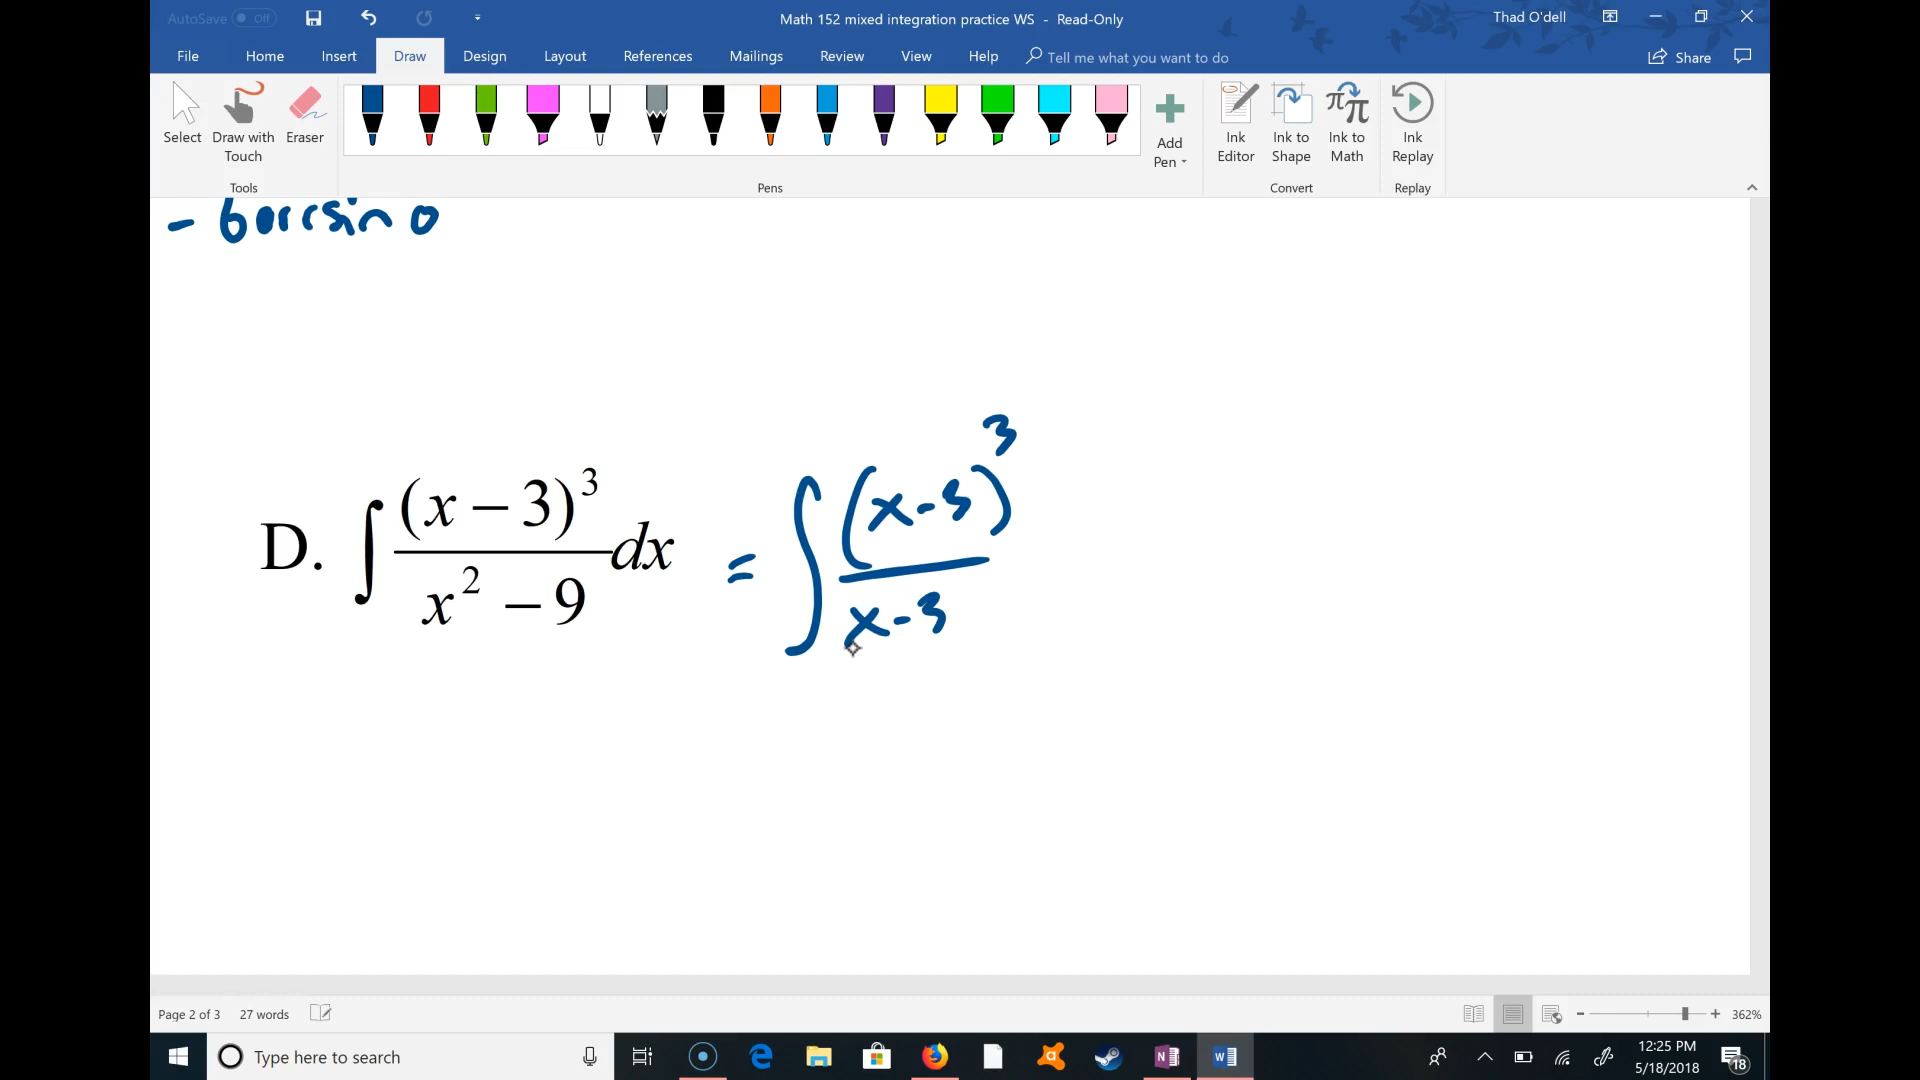 AutoSave Off
Math 152 mixed integration practice WS - Read-Only
Thad O'dell
File Home Insert Draw Design Layout References Mailings Review View Help Tell me what you want to do
Share
Select
Draw with Touch
Eraser
Tools
Pens
Add Pen
Ink Editor
Ink to Shape
Ink to Math
Convert
Ink Replay
Replay
- 6 arcsin 0
D. ∫ (x − 3)³ / (x² − 9) dx = ∫ (x-3)³ / x-3
Page 2 of 3 27 words
362%
Type here to search
12:25 PM
5/18/2018
18